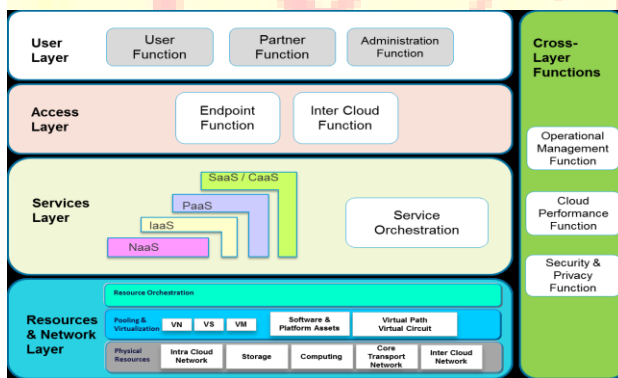 User
Layer
User
Function
Partner
Function
Administration
Function
Access
Layer
Endpoint
Function
Inter Cloud
Function
Services
Layer
SaaS / CaaS
PaaS
IaaS
NaaS
Service
Orchestration
Resources
& Network
Layer
Resource Orchestration
Pooling &
Virtualization
VN
VS
VM
Software &
Platform Assets
Virtual Path
Virtual Circuit
Physical
Resources
Intra Cloud
Network
Storage
Computing
Core
Transport
Network
Inter Cloud
Network
Cross-
Layer
Functions
Operational
Management
Function
Cloud
Performance
Function
Security &
Privacy
Function